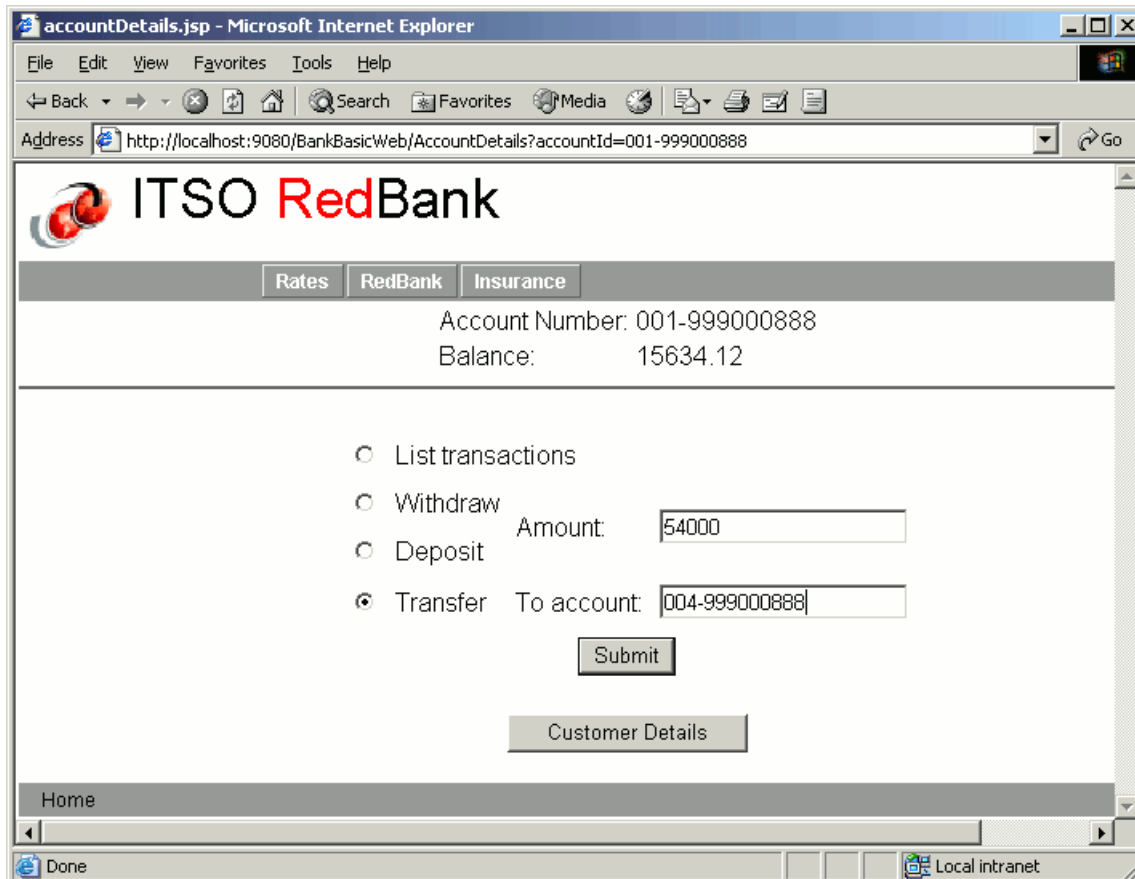 accountDetails.jsp - Microsoft Internet Explorer
File Edit View Favorites Tools Help
Back Search Favorites Media
Address http://localhost:9080/BankBasicWeb/AccountDetails?accountId=001-999000888 Go
ITSO RedBank
Rates RedBank Insurance
Account Number: 001-999000888
Balance: 15634.12
List transactions
Withdraw
Amount: 54000
Deposit
Transfer To account: 004-999000888
Submit
Customer Details
Home
Done Local intranet